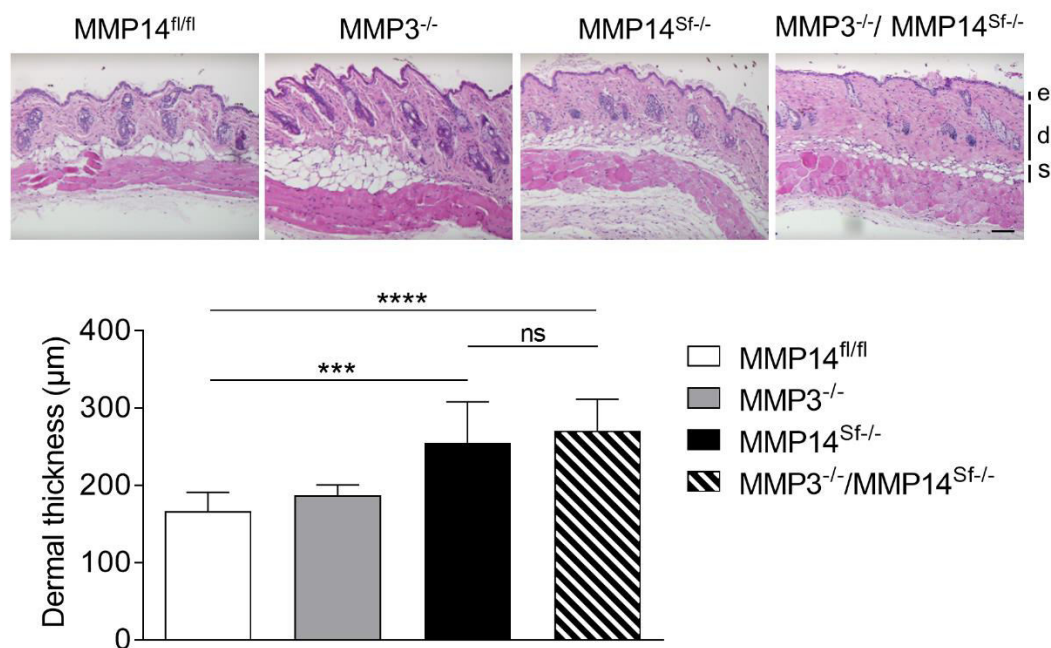 MMP14fl/fl MMP3-/- MMP14Sf-/- MMP3-/-/ MMP14Sf-/-
e
d
s
****
ns
***
Dermal thickness (μm)
400
300
200
100
0
MMP14fl/fl
MMP3-/-
MMP14Sf-/-
MMP3-/-/MMP14Sf-/-